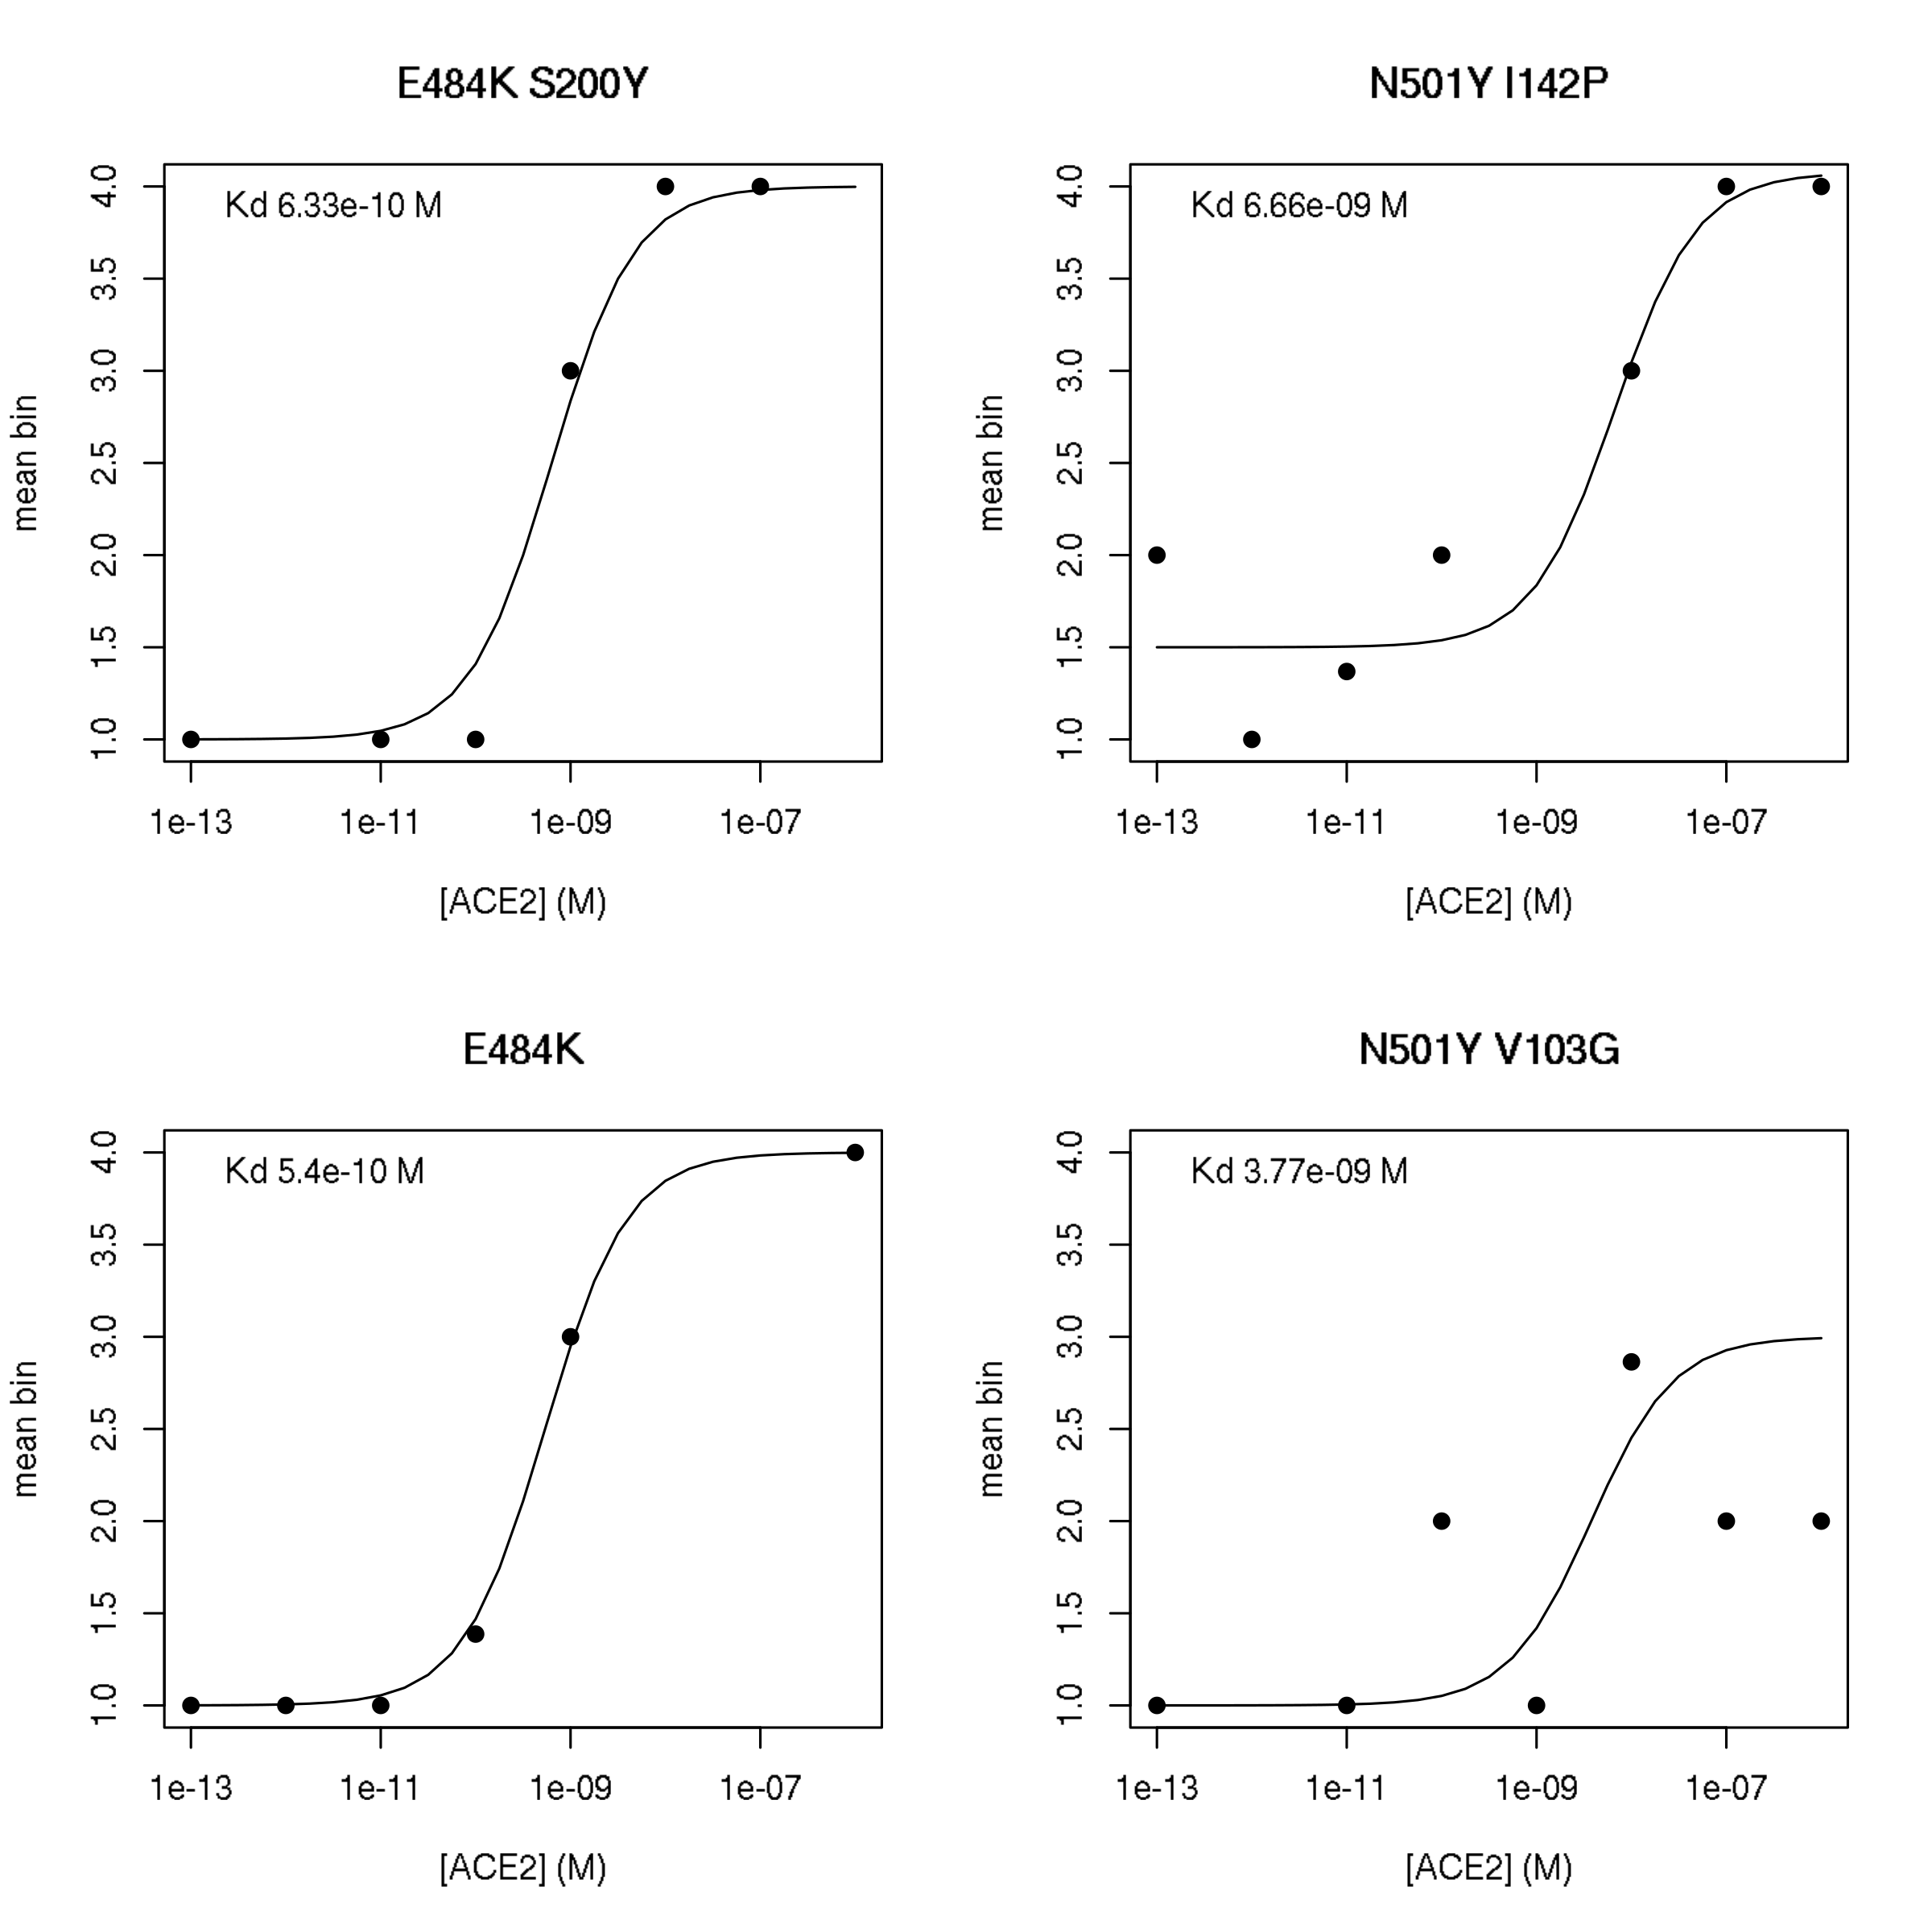 E484K S200Y
Kd 6.33e-10 M
mean bin
4.0
3.5
3.0
2.5
2.0
1.5
1.0
1e-13 1e-11 1e-09 1e-07
[ACE2] (M)
N501Y I142P
Kd 6.66e-09 M
mean bin
4.0
3.5
3.0
2.5
2.0
1.5
1.0
1e-13 1e-11 1e-09 1e-07
[ACE2] (M)
E484K
Kd 5.4e-10 M
mean bin
4.0
3.5
3.0
2.5
2.0
1.5
1.0
1e-13 1e-11 1e-09 1e-07
[ACE2] (M)
N501Y V103G
Kd 3.77e-09 M
mean bin
4.0
3.5
3.0
2.5
2.0
1.5
1.0
1e-13 1e-11 1e-09 1e-07
[ACE2] (M)